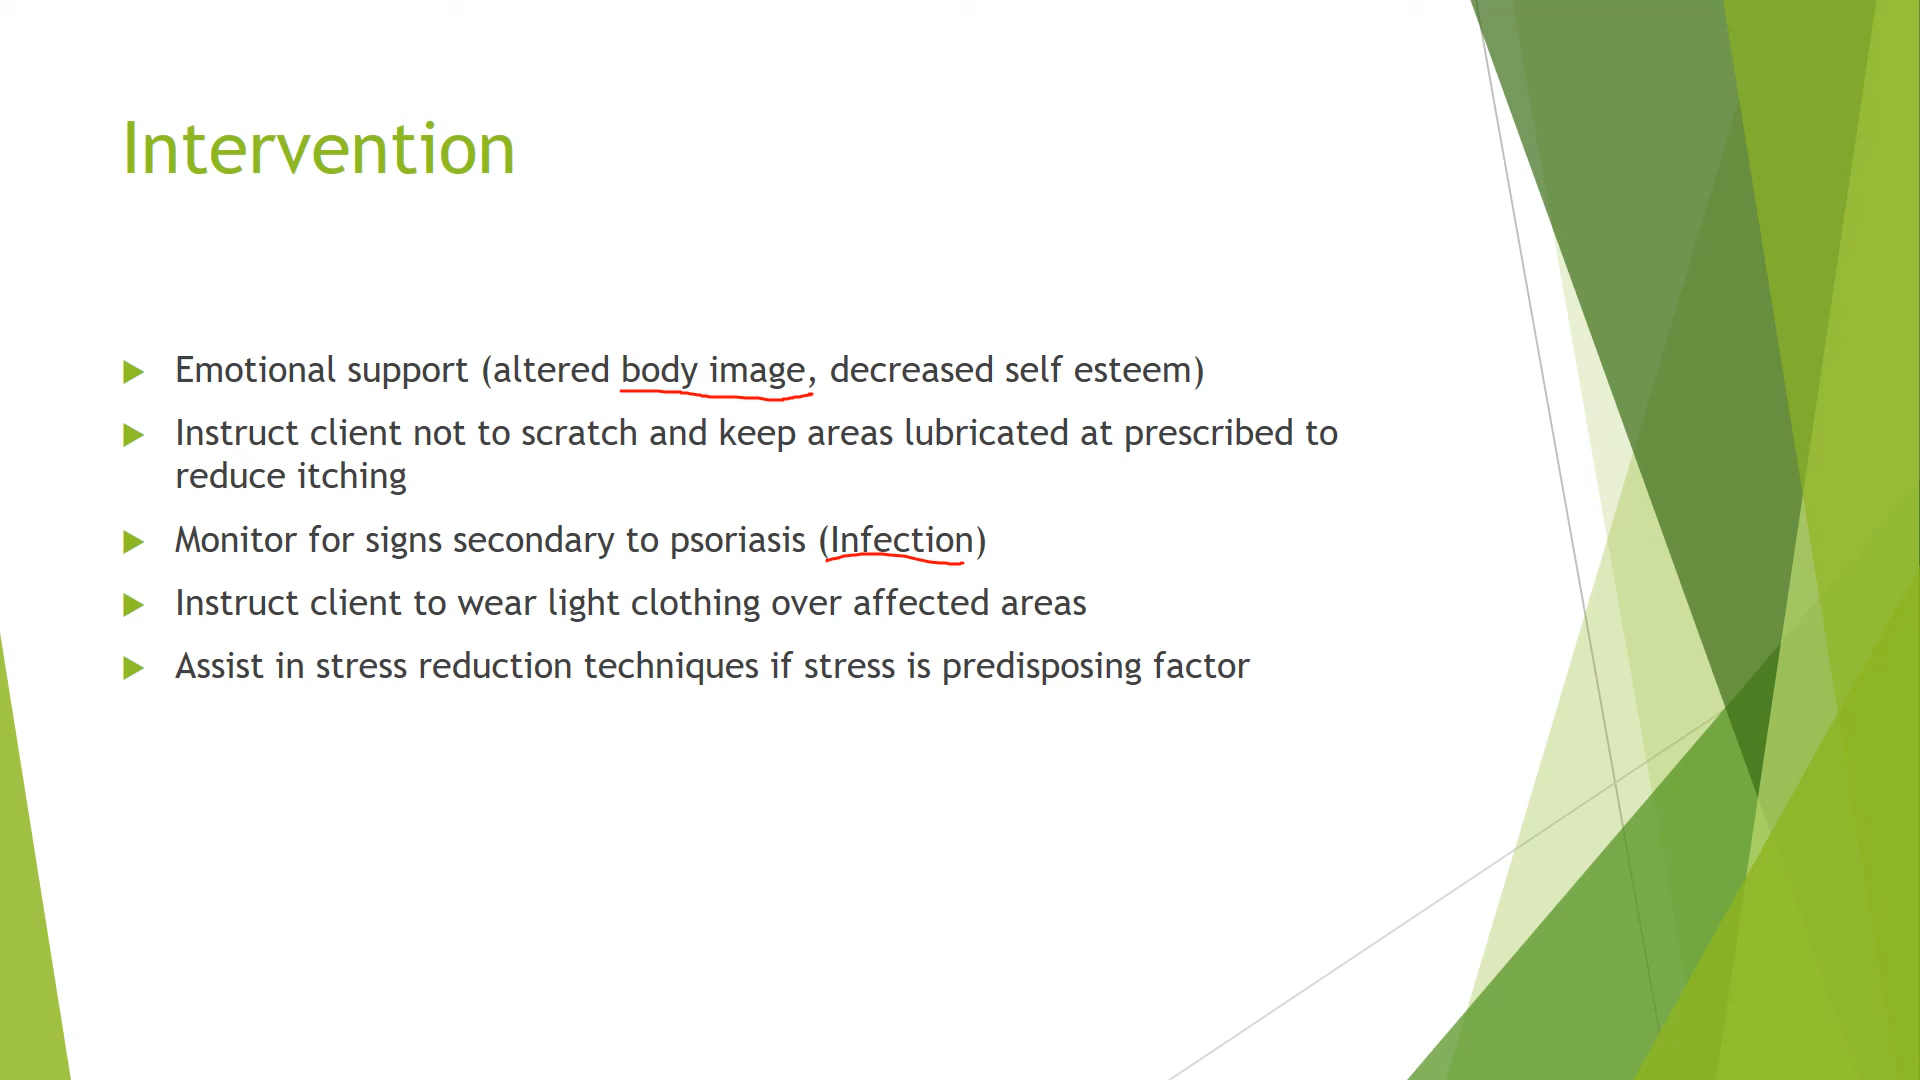 Intervention
Emotional support (altered body image, decreased self esteem)
Instruct client not to scratch and keep areas lubricated at prescribed to
reduce itching
Monitor for signs secondary to psoriasis (Infection)
Instruct client to wear light clothing over affected areas
Assist in stress reduction techniques if stress is predisposing factor